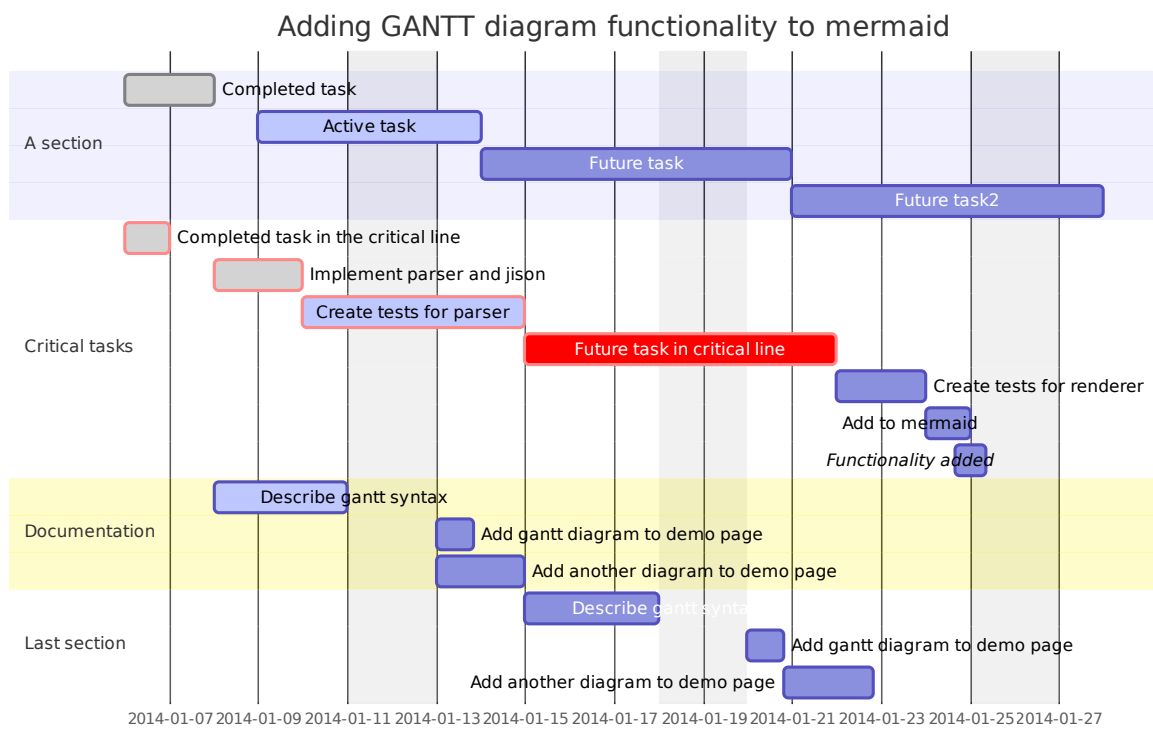 Adding GANTT diagram functionality to mermaid
Completed task
Active task
A section
Future task
Future task2
Completed task in the critical line
Implement parser and jison
Create tests for parser
Critical tasks
Future task in critical line
Create tests for renderer
Add to mermaid
Functionality added
Describe gantt syntax
Documentation
Add gantt diagram to demo page
Add another diagram to demo page
Describe gantt synta
Last section
Add gantt diagram to demo page
Add another diagram to demo page
2014-01-07 2014-01-09 2014-01-11 2014-01-13 2014-01-15 2014-01-17 2014-01-19 2014-01-21 2014-01-23 2014-01-25 2014-01-27